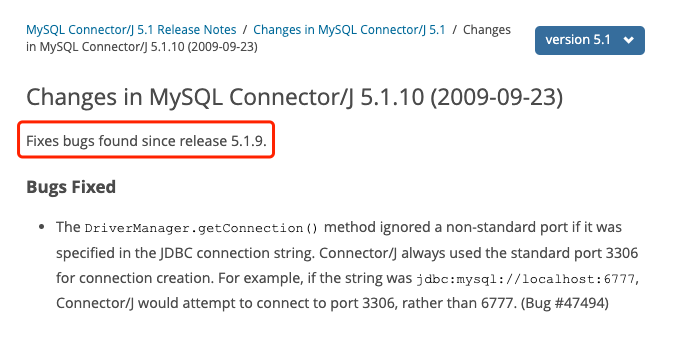 MySQL Connector/J 5.1 Release Notes / Changes in MySQL Connector/J 5.1 / Changes
in MySQL Connector/J 5.1.10 (2009-09-23)
version 5.1
Changes in MySQL Connector/J 5.1.10 (2009-09-23)
Fixes bugs found since release 5.1.9.
Bugs Fixed
• The DriverManager.getConnection() method ignored a non-standard port if it was
specified in the JDBC connection string. Connector/J always used the standard port 3306
for connection creation. For example, if the string was jdbc:mysql://localhost:6777,
Connector/J would attempt to connect to port 3306, rather than 6777. (Bug #47494)